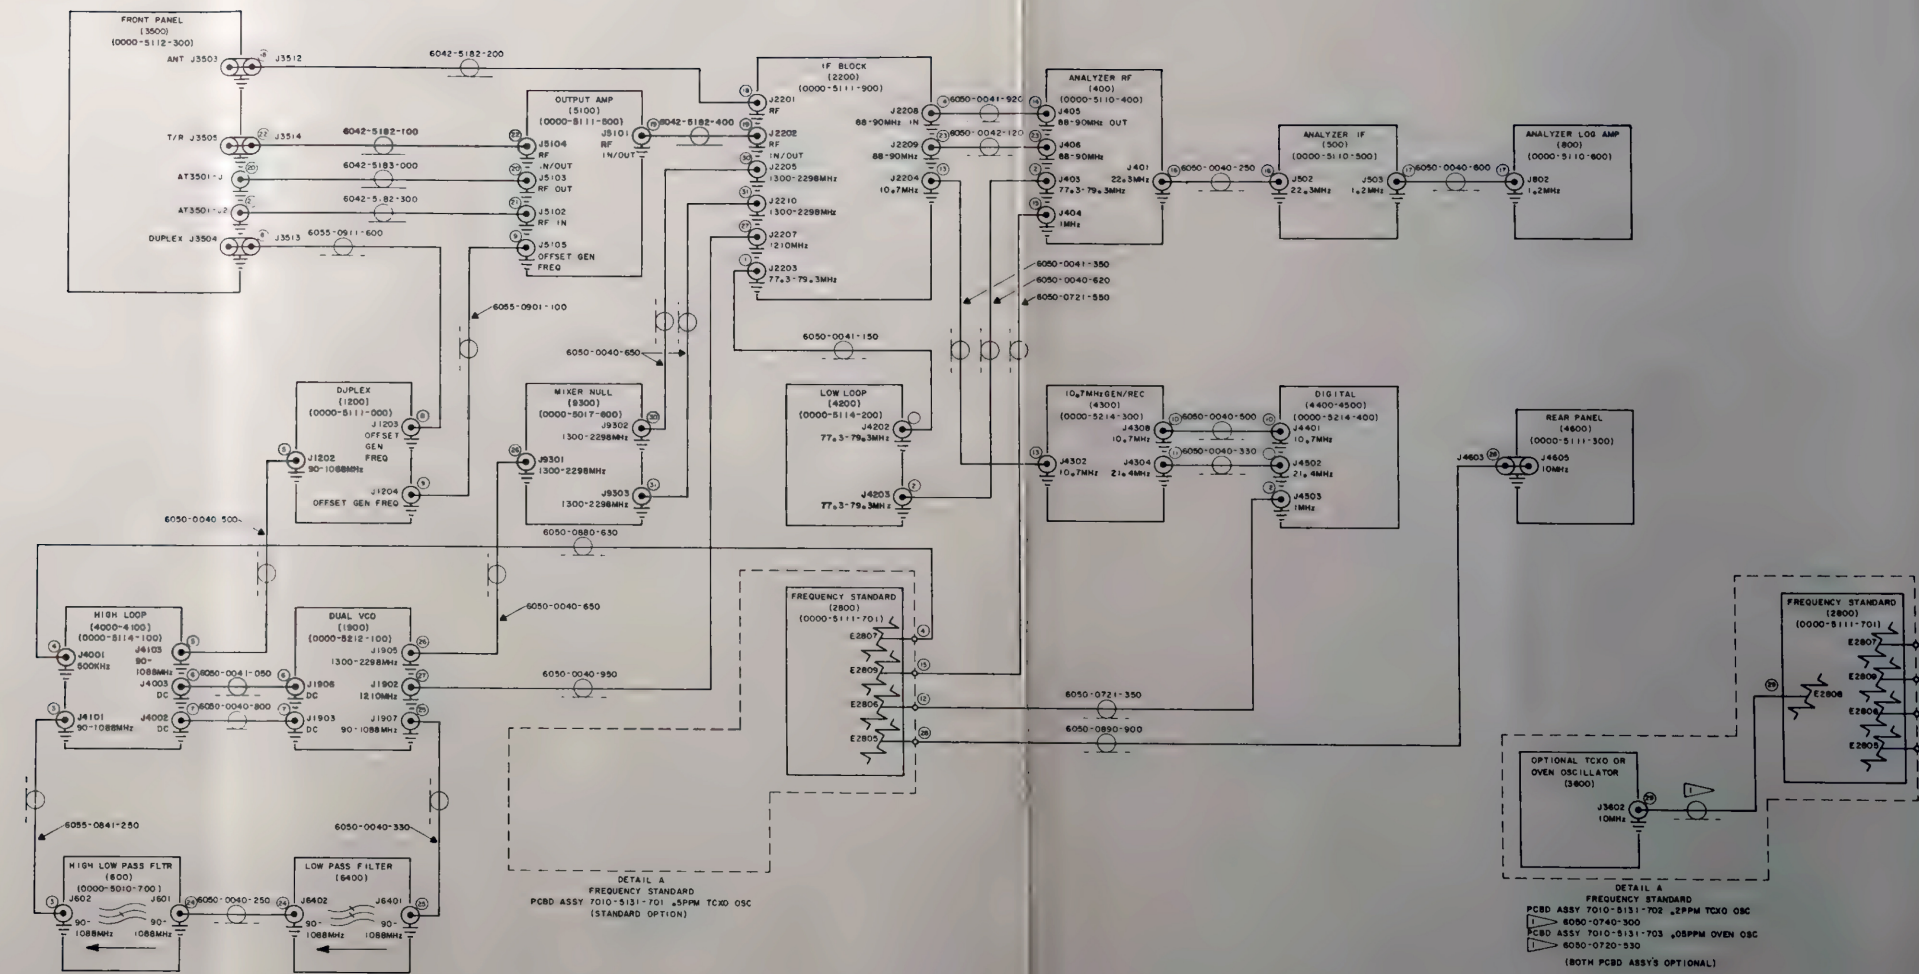 FRONT PANEL
(3500)
(0000-5112-300)
ANT J3503
J3512
T/R J3505
J3514
AT3501-J
AT3501-J2
DUPLEX J3504
J3513
6042-5182-200
6042-5182-100
6042-5183-000
6042-5182-300
6055-0911-600
OUTPUT AMP
(5100)
(0000-5111-800)
J5101
RF
IN/OUT
J5104
RF
IN/OUT
J5103
RF OUT
J5102
RF IN
J5105
OFFSET GEN
FREQ
6042-5182-400
6055-0901-100
IF BLOCK
(2200)
(0000-5111-900)
J2201
RF
J2202
RF
IN/OUT
J2205
1300-2298MHz
J2210
1300-2298MHz
J2207
1210MHz
J2203
77.3-79.3MHz
J2208
88-90MHz IN
J2209
88-90MHz
J2204
10.7MHz
6050-0041-920
6050-0042-120
ANALYZER RF
(400)
(0000-5110-400)
J405
88-90MHz OUT
J406
88-90MHz
J403
77.3-79.3MHz
J404
1MHz
J401
22.3MHz
6050-0040-250
ANALYZER IF
(500)
(0000-5110-500)
J502
22.3MHz
J503
1.2MHz
6050-0040-600
ANALYZER LOG AMP
(800)
(0000-5110-600)
J802
1.2MHz
6050-0041-350
6050-0040-620
6050-0721-550
6050-0041-150
6050-0040-650
DUPLEX
(1200)
(0000-5111-000)
J1203
OFFSET
GEN
FREQ
J1202
90-1088MHz
J1204
OFFSET GEN FREQ
MIXER NULL
(9300)
(0000-5017-800)
J9302
1300-2298MHz
J9301
1300-2298MHz
J9303
1300-2298MHz
LOW LOOP
(4200)
(0000-5114-200)
J4202
77.3-79.3MHz
J4203
77.3-79.3MHz
10.7MHzGEN/REC
(4300)
(0000-5214-300)
J4308
10.7MHz
J4302
10.7MHz
J4304
21.4MHz
6050-0040-500
6050-0040-330
DIGITAL
(4400-4500)
(0000-5214-400)
J4401
10.7MHz
J4502
21.4MHz
J4503
1MHz
REAR PANEL
(4600)
(0000-5111-300)
J4603
J4605
10MHz
6050-0040 500
6050-0880-630
HIGH LOOP
(4000-4100)
(0000-5114-100)
J4001
500KHz
J4103
90-
1088MHz
J4003
DC
J4101
90-1088MHz
J4002
DC
6050-0041-050
6050-0040-800
DUAL VCO
(1900)
(0000-5212-100)
J1905
1300-2298MHz
J1906
DC
J1902
1210MHz
J1903
DC
J1907
90-1088MHz
6050-0040-650
6050-0040-950
FREQUENCY STANDARD
(2800)
(0000-5111-701)
E2807
E2809
E2806
E2805
6050-0721-350
6050-0890-900
6055-0841-250
6050-0040-330
HIGH LOW PASS FLTR
(600)
(0000-5010-700)
J602
J601
90-
1088MHz
90-
1088MHz
6050-0040-250
LOW PASS FILTER
(6400)
J6402
J6401
90-
1088MHz
90-
1088MHz
DETAIL A
FREQUENCY STANDARD
PCBD ASSY 7010-5131-701 .5PPM TCXO OSC
(STANDARD OPTION)
FREQUENCY STANDARD
(2800)
(0000-5111-701)
E2807
E2809
E2808
E2806
E2805
OPTIONAL TCXO OR
OVEN OSCILLATOR
(3600)
J3602
10MHz
1
DETAIL A
FREQUENCY STANDARD
PCBD ASSY 7010-5131-702 .2PPM TCXO OSC
1 6050-0740-300
PCBD ASSY 7010-5131-703 .05PPM OVEN OSC
1 6050-0720-530
(BOTH PCBD ASSY'S OPTIONAL)